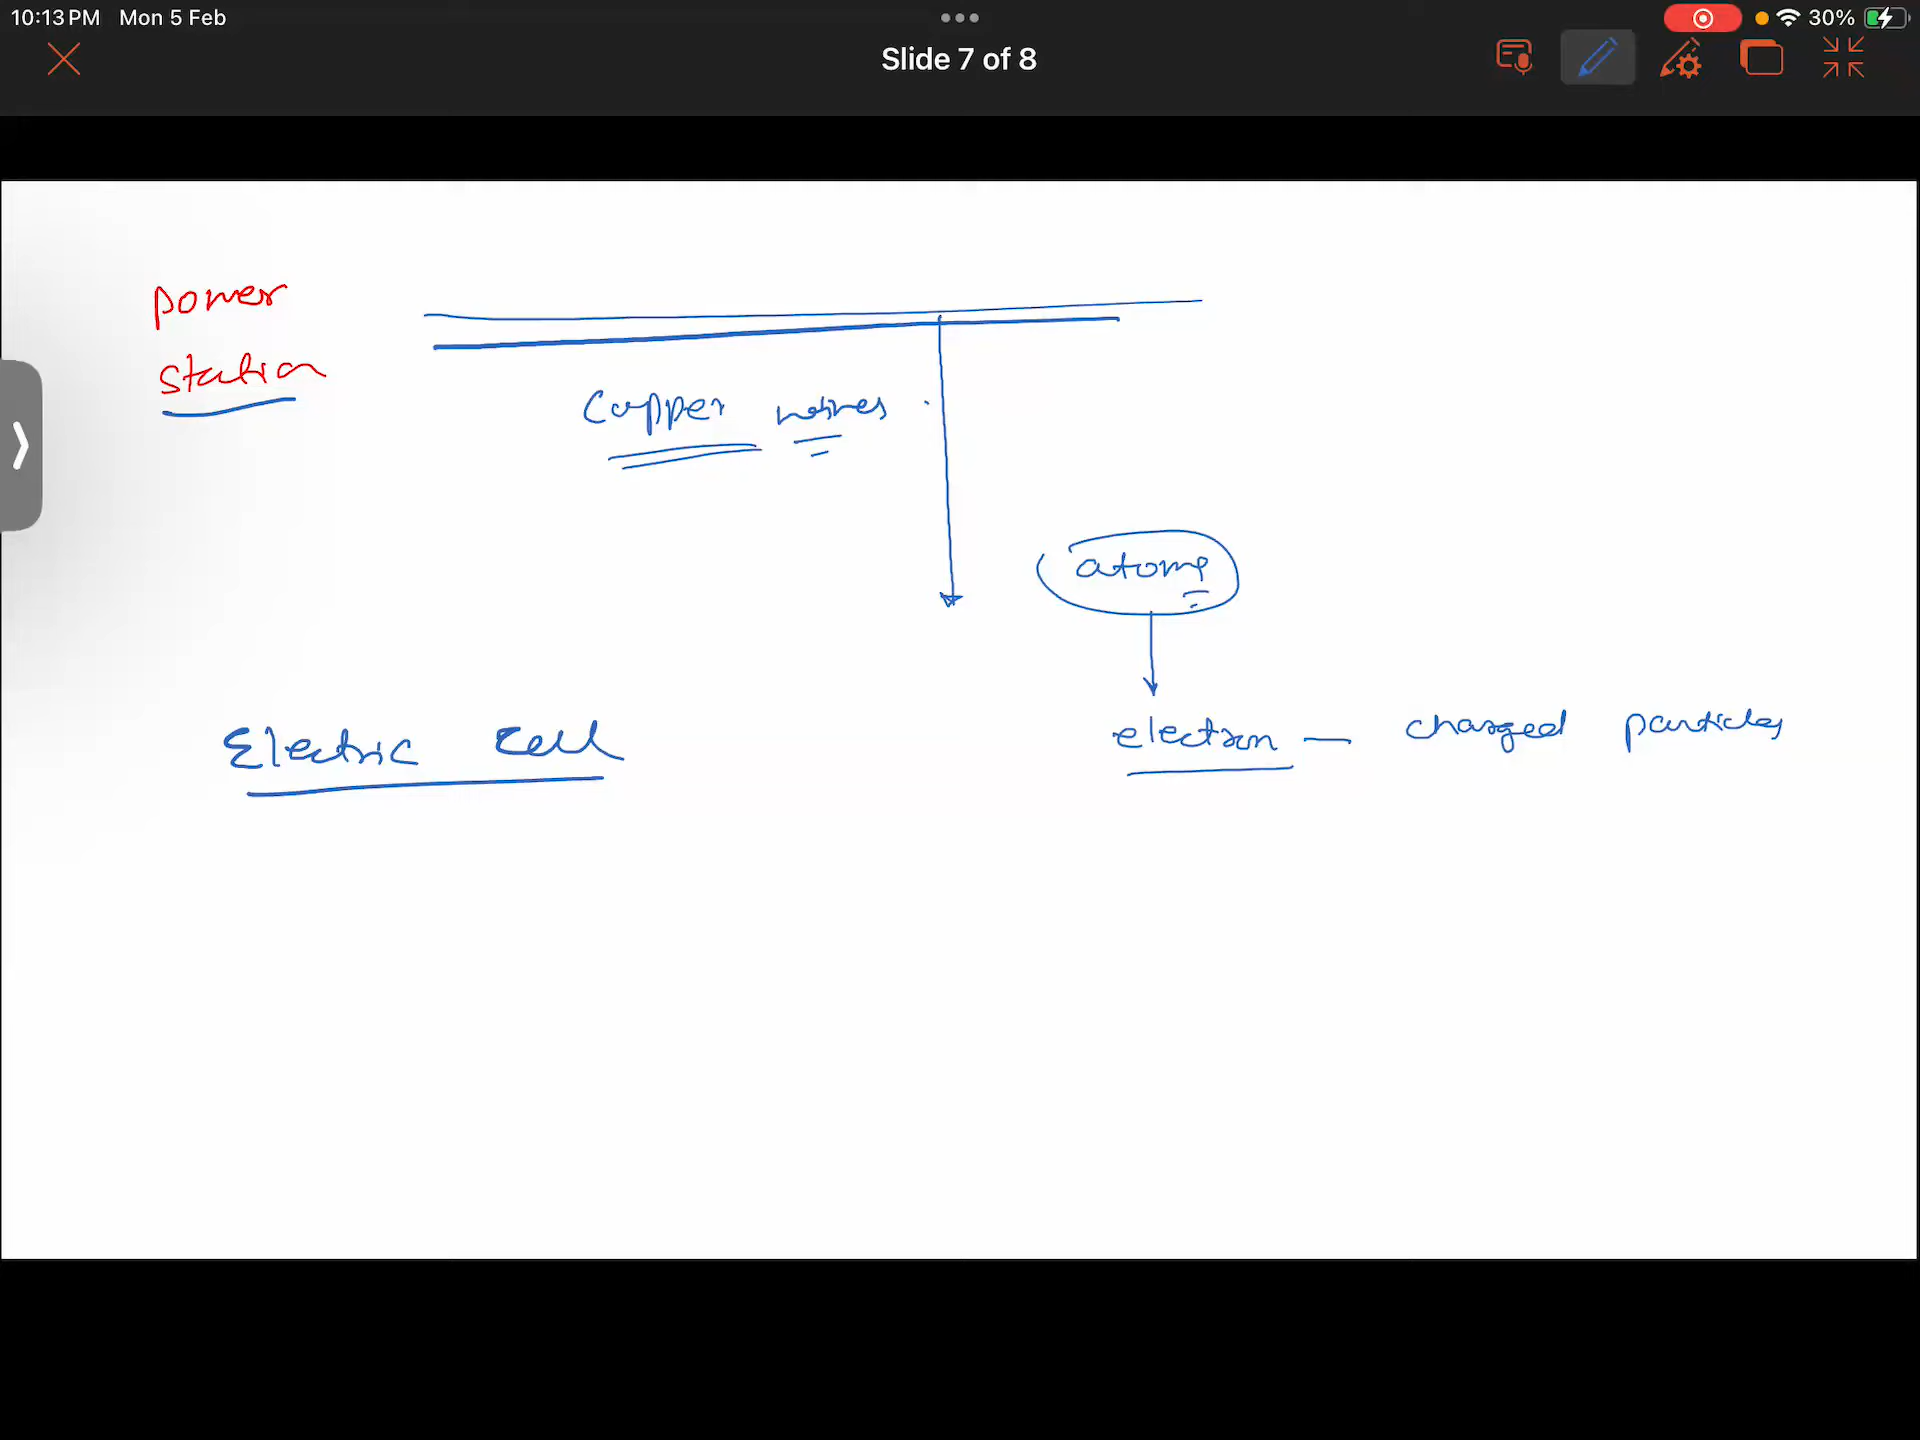 10:13 PM Mon 5 Feb
30%
Slide 7 of 8
power
station
Copper wires
atoms
Electric cell
electron — charged particles